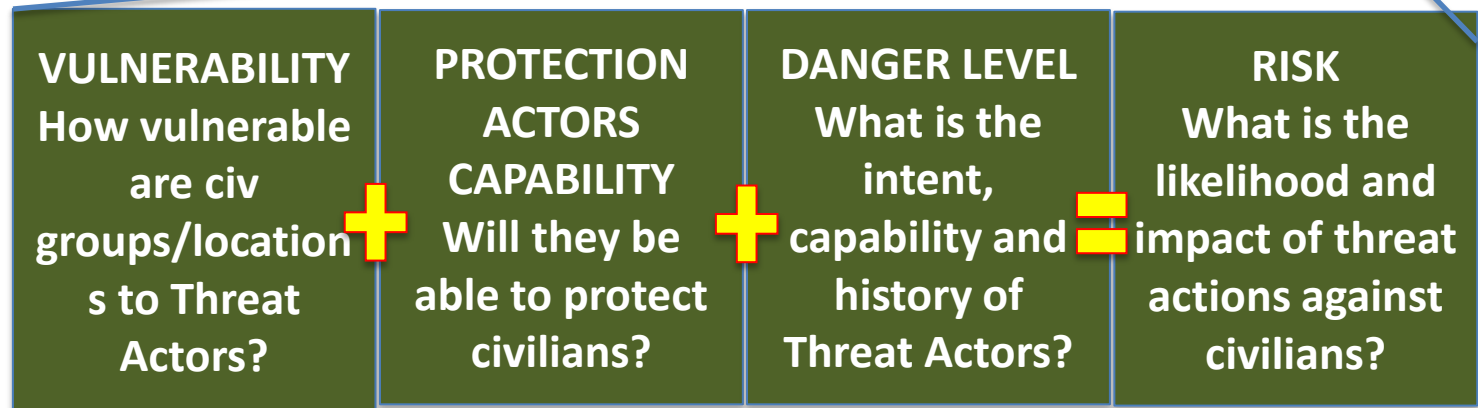 VULNERABILITY
How vulnerable
are civ
groups/location
s to Threat
Actors?
PROTECTION
ACTORS
CAPABILITY
Will they be
able to protect
civilians?
DANGER LEVEL
What is the
intent,
capability and
history of
Threat Actors?
RISK
What is the
likelihood and
impact of threat
actions against
civilians?